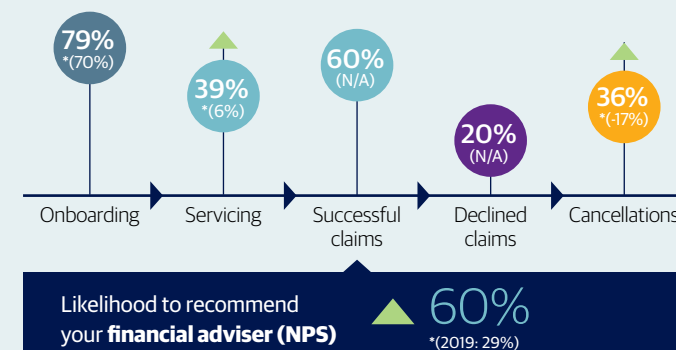 79%
*(70%)
39%
*(6%)
60%
(N/A)
20%
(N/A)
36%
*(-17%)
Onboarding
Servicing
Successful
claims
Declined
claims
Cancellations
Likelihood to recommend
your financial adviser (NPS)
60%
*(2019: 29%)